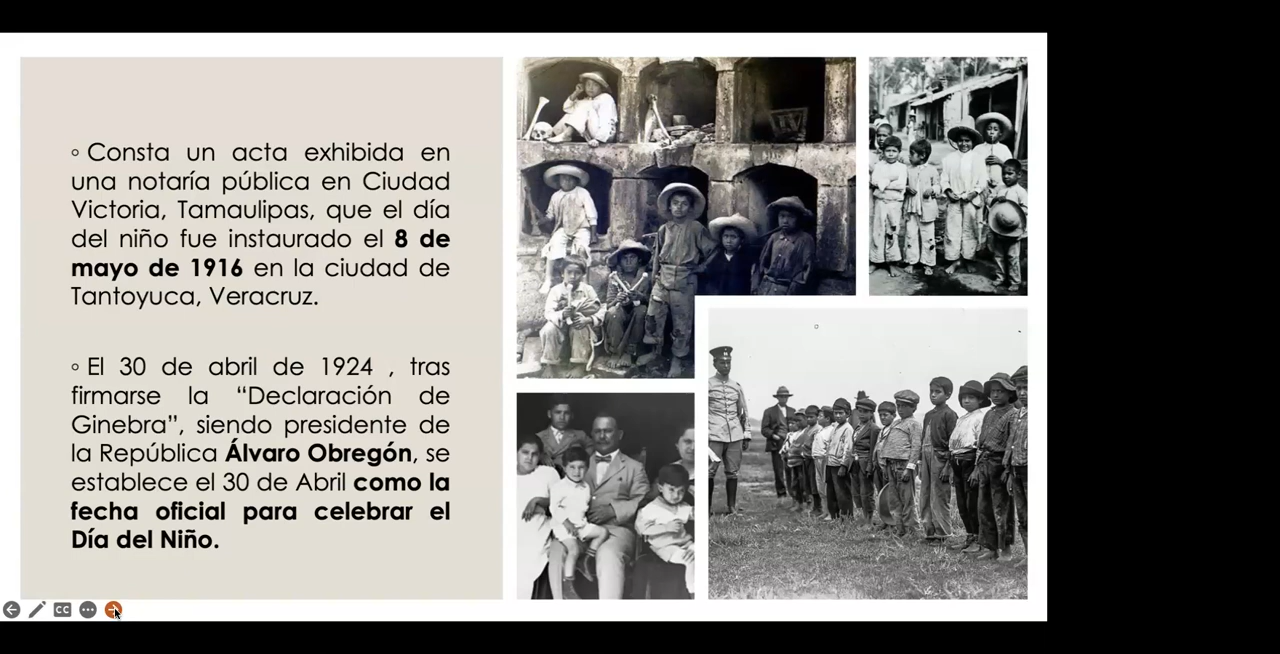 ◦ Consta un acta exhibida en
una notaría pública en Ciudad
Victoria, Tamaulipas, que el día
del niño fue instaurado el 8 de
mayo de 1916 en la ciudad de
Tantoyuca, Veracruz.
◦ El 30 de abril de 1924 , tras
firmarse la “Declaración de
Ginebra”, siendo presidente de
la República Álvaro Obregón, se
establece el 30 de Abril como la
fecha oficial para celebrar el
Día del Niño.
CC